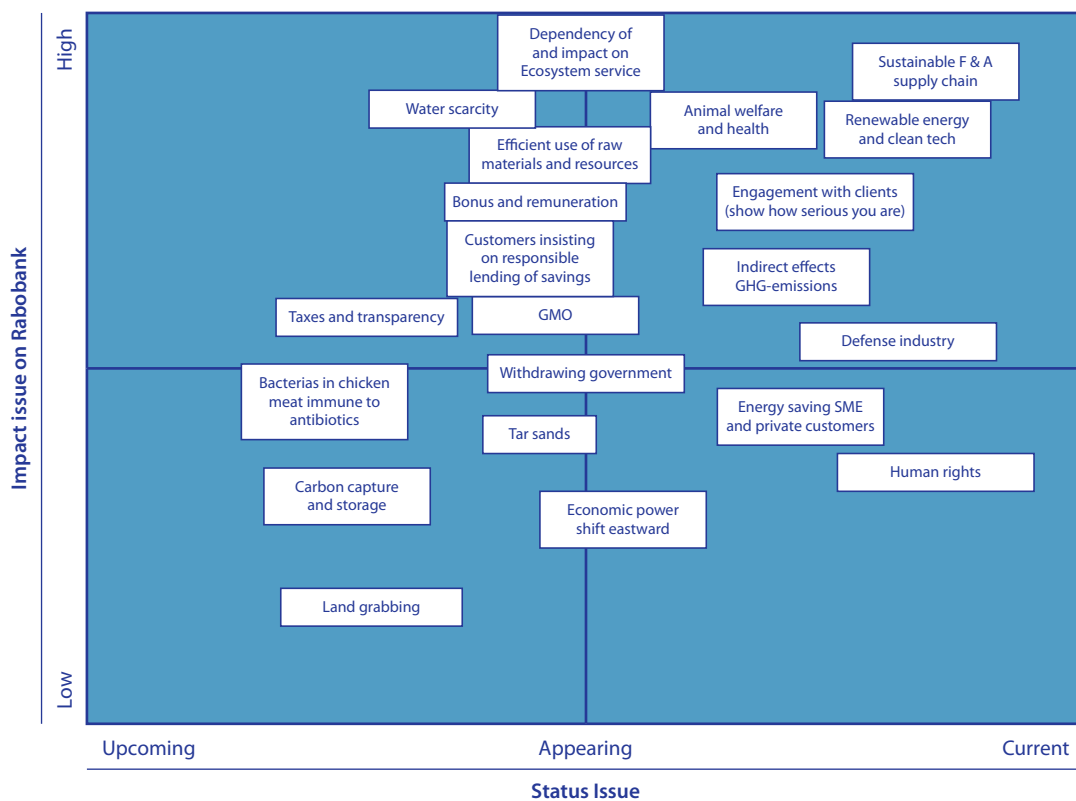 High
Dependency of
and impact on
Ecosystem service
Sustainable F & A
supply chain
Water scarcity
Animal welfare
and health
Renewable energy
and clean tech
Efficient use of raw
materials and resources
Bonus and remuneration
Engagement with clients
(show how serious you are)
Customers insisting
on responsible
lending of savings
Indirect effects
GHG-emissions
Taxes and transparency
GMO
Defense industry
Impact issue on Rabobank
Withdrawing government
Bacterias in chicken
meat immune to
antibiotics
Energy saving SME
and private customers
Tar sands
Human rights
Carbon capture
and storage
Economic power
shift eastward
Land grabbing
Low
Upcoming
Appearing
Current
Status Issue